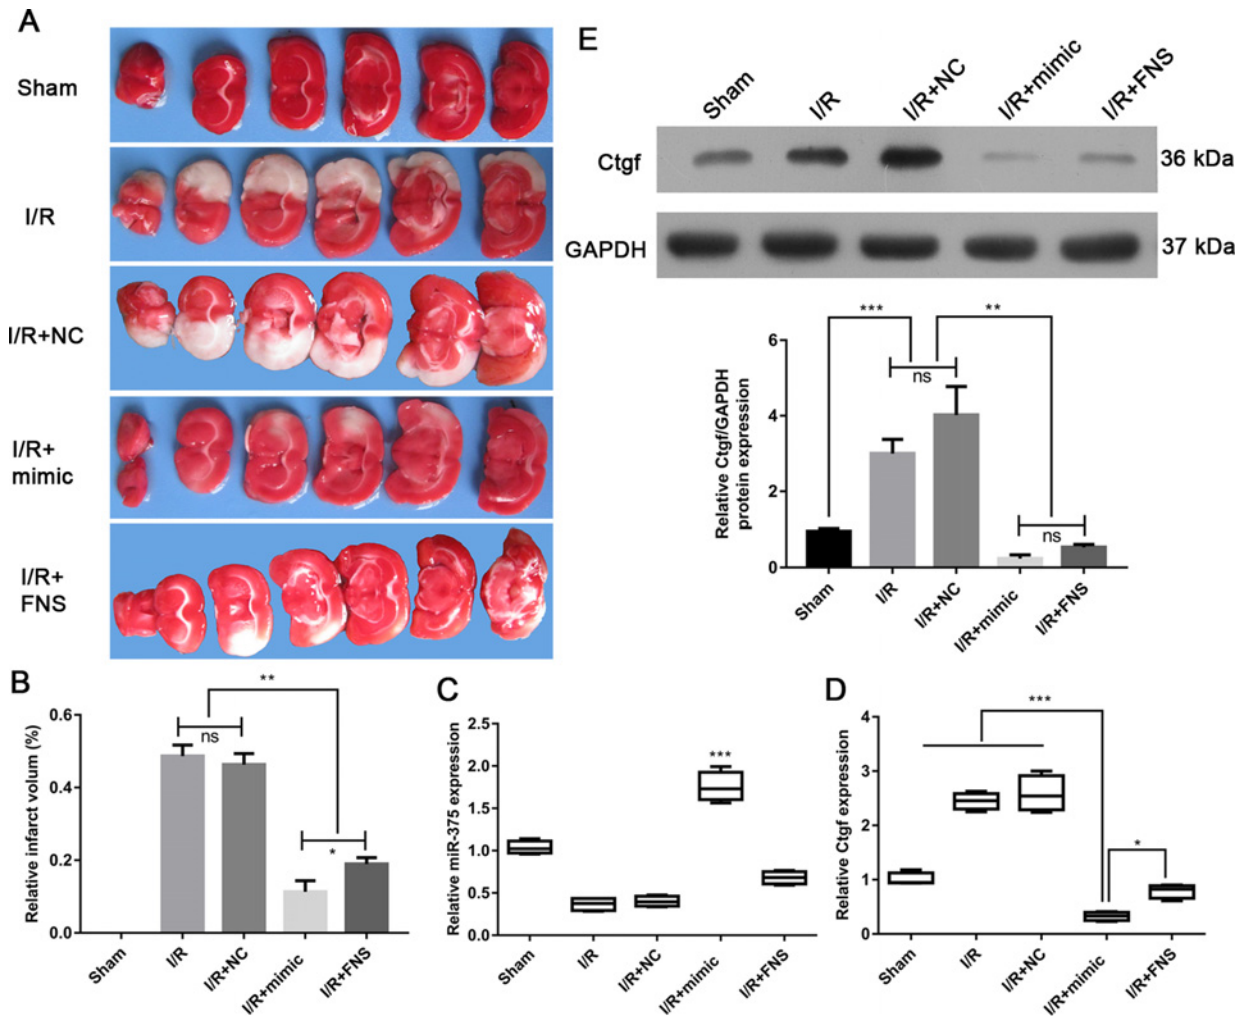 A
Sham
I/R
I/R+NC
I/R+
mimic
I/R+
FNS
E
Sham
I/R
I/R+NC
I/R+mimic
I/R+FNS
Ctgf
36 kDa
GAPDH
37 kDa
***
**
Relative Ctgf/GAPDH
protein expression
6
4
2
0
ns
ns
Sham
I/R
I/R+NC
I/R+mimic
I/R+FNS
B
Relative infarct volum (%)
0.6
0.4
0.2
0.0
**
ns
*
Sham
I/R
I/R+NC
I/R+mimic
I/R+FNS
C
Relative miR-375 expression
2.5
2.0
1.5
1.0
0.5
0.0
***
Sham
I/R
I/R+NC
I/R+mimic
I/R+FNS
D
Relative Ctgf expression
4
3
2
1
0
***
*
Sham
I/R
I/R+NC
I/R+mimic
I/R+FNS